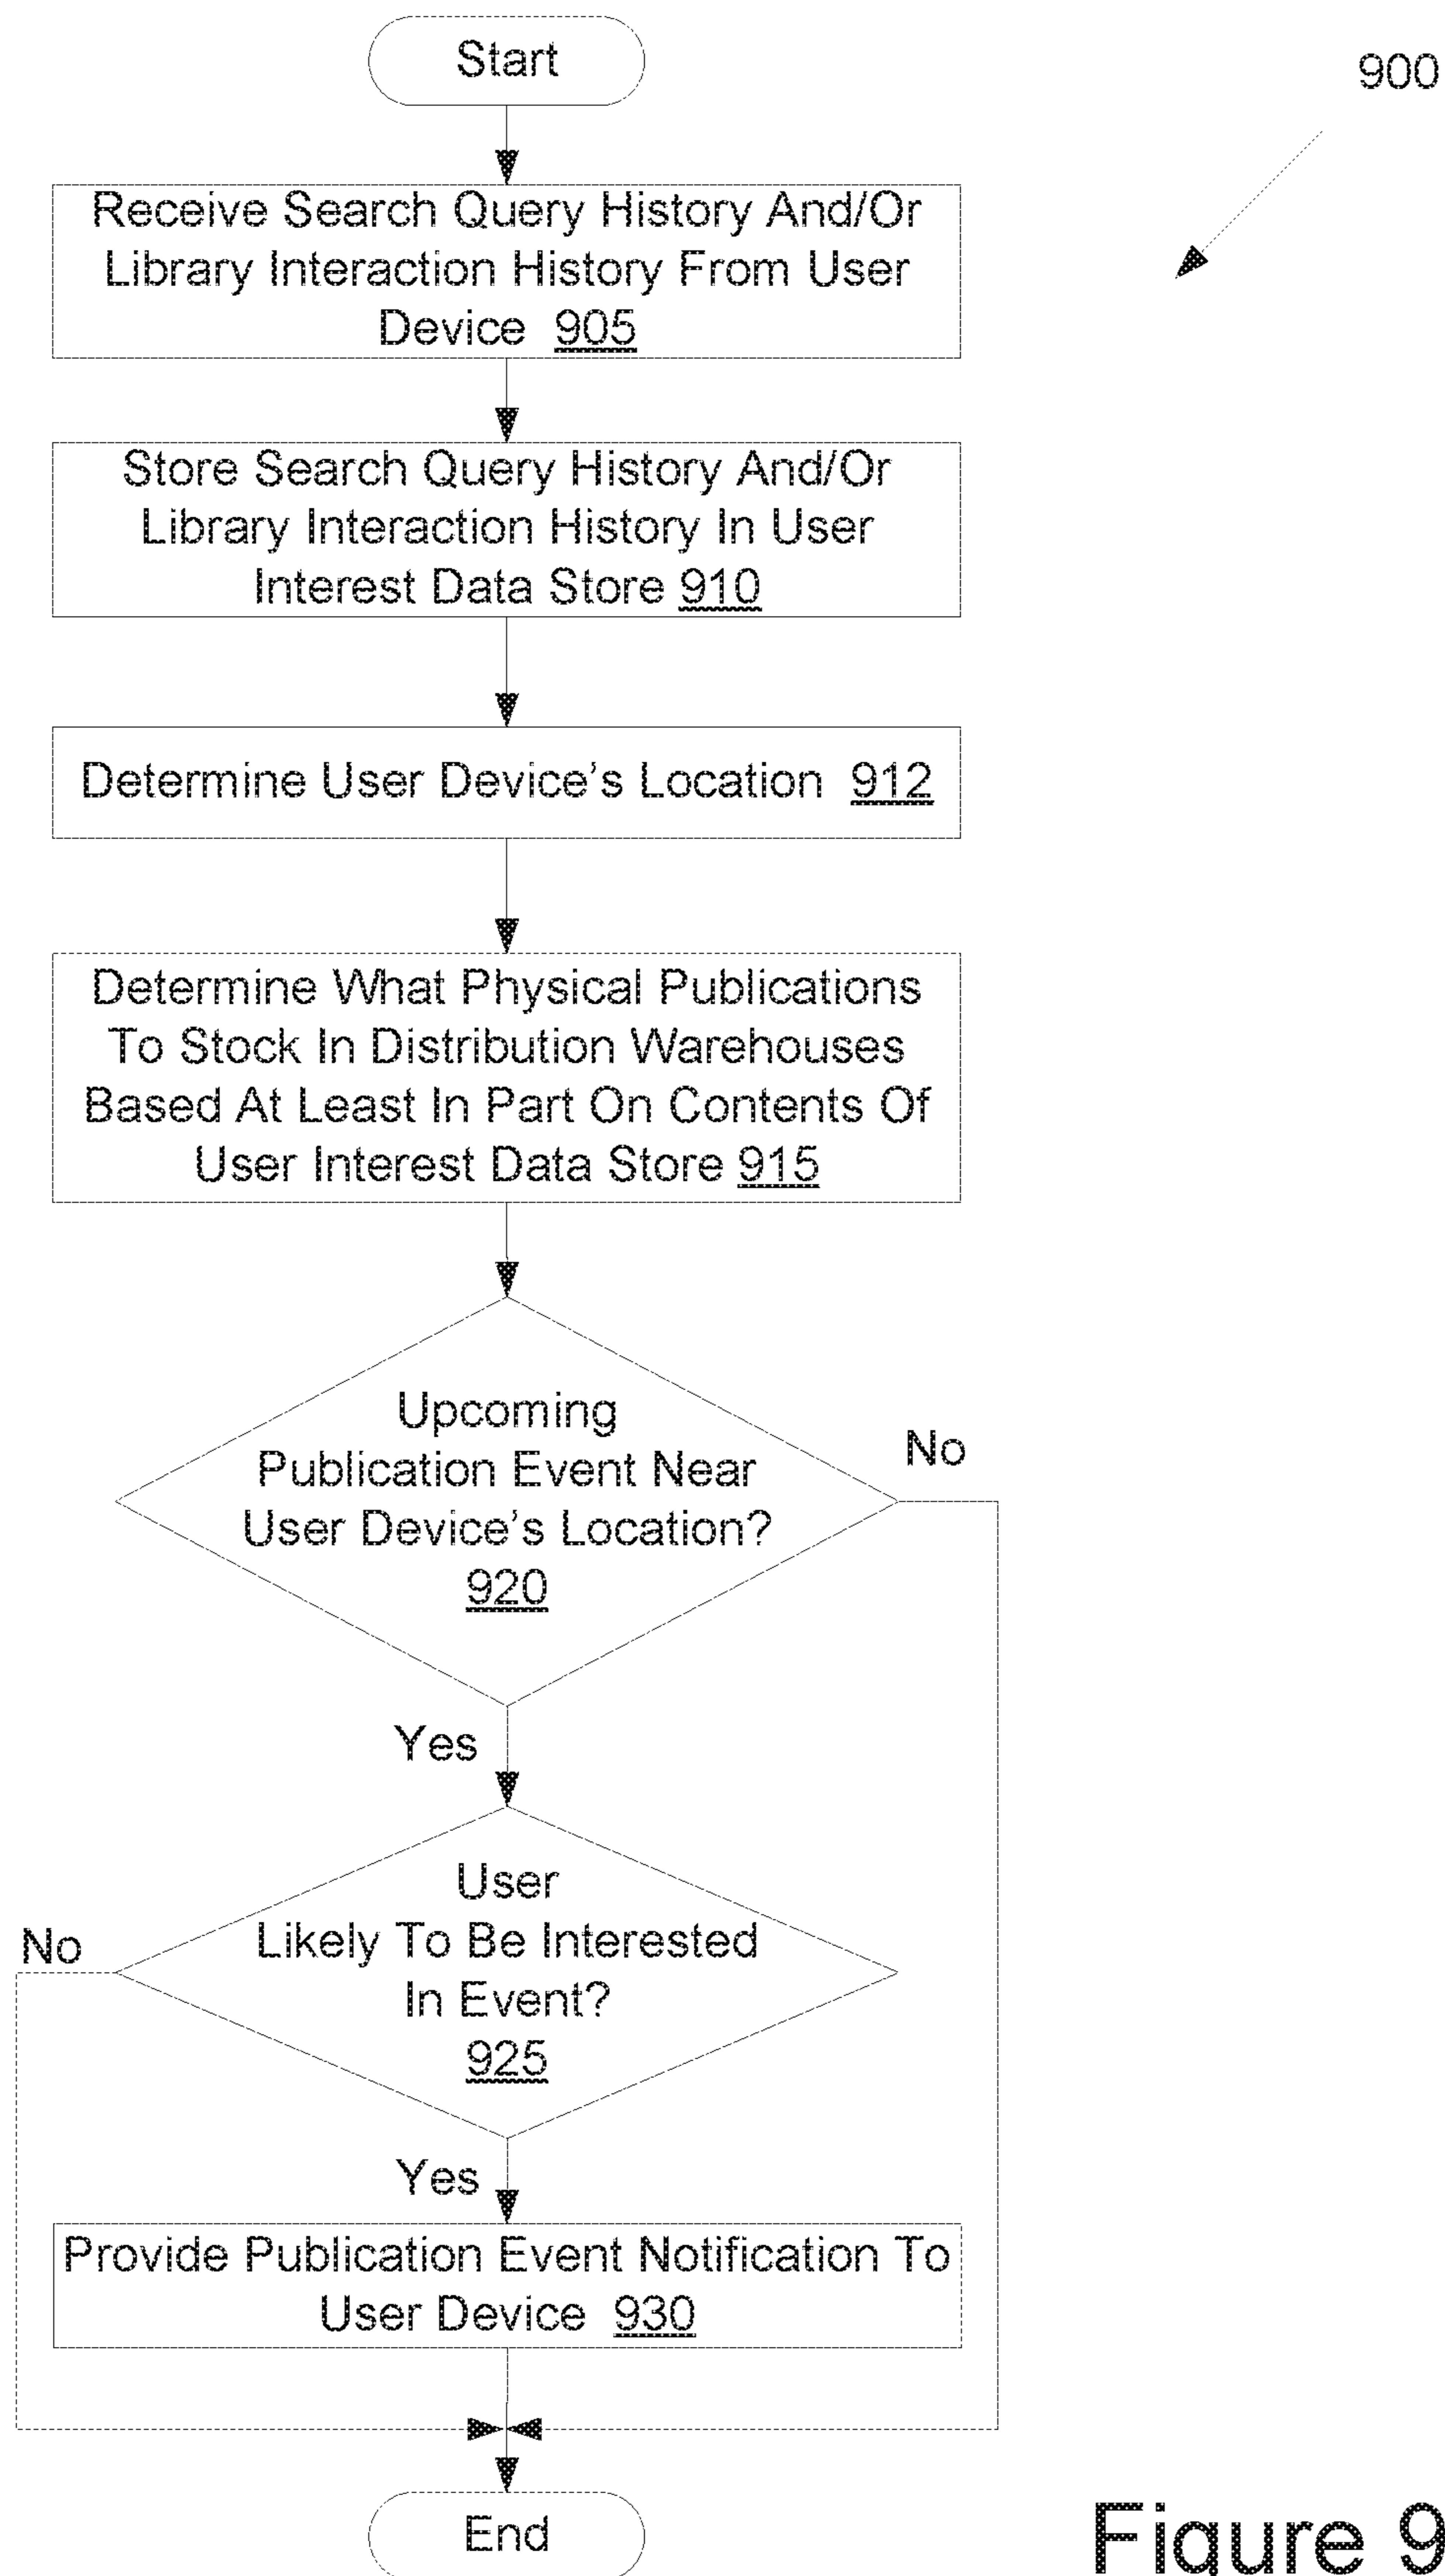 Start
900
Receive Search Query History And/Or
Library Interaction History From User
Device 905
Store Search Query History And/Or
Library Interaction History In User
Interest Data Store 910
Determine User Device's Location 912
Determine What Physical Publications
To Stock In Distribution Warehouses
Based At Least In Part On Contents Of
User Interest Data Store 915
Upcoming
Publication Event Near
User Device's Location?
920
No
Yes
User
Likely To Be Interested
In Event?
925
No
Yes
Provide Publication Event Notification To
User Device 930
End
Figure 9